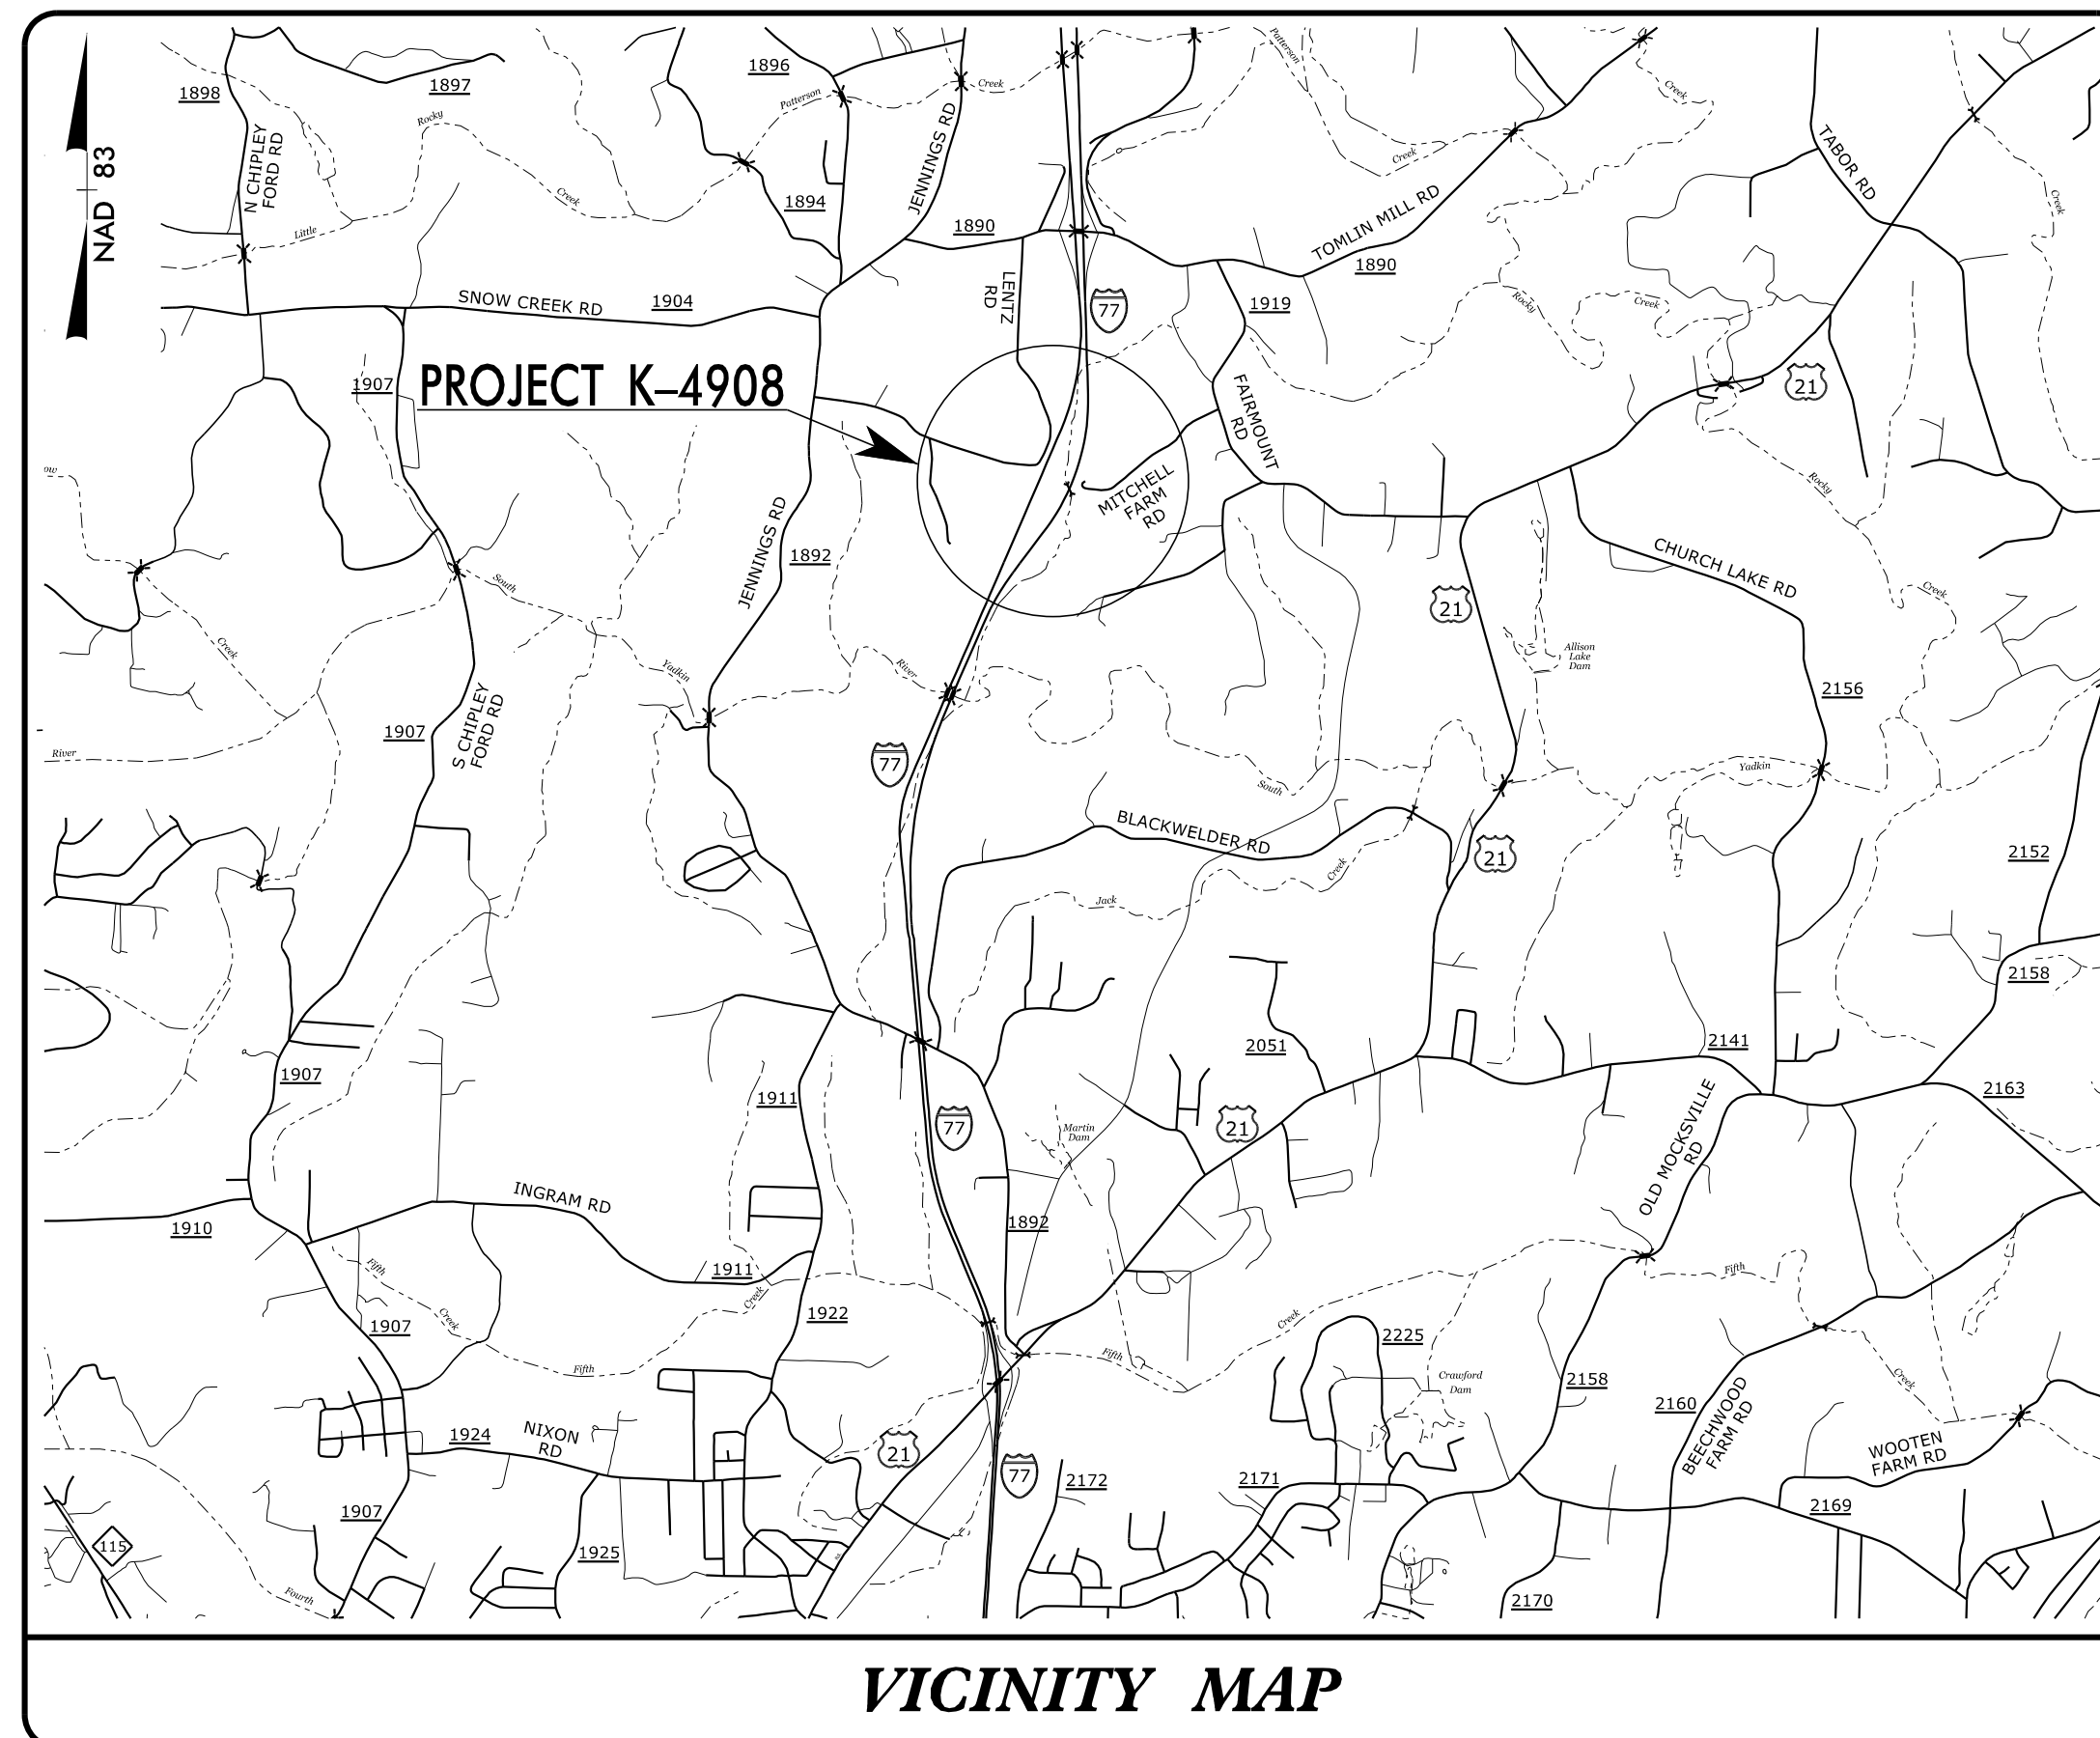 1898
1897
1896
Patterson
Creek
Patterson
Creek
Rocky
N CHIPLEY
FORD RD
NAD 83
JENNINGS RD
Creek
TABOR RD
Creek
1894
Creek
Little
1890
TOMLIN MILL RD
1890
LENTZ
RD
77
1919
Rocky
Creek
SNOW CREEK RD
1904
1907
PROJECT K–4908
FAIRMOUNT
RD
21
ow
MITCHELL
FARM
RD
Rocky
JENNINGS RD
1892
CHURCH LAKE RD
South
21
Creek
Creek
Yadkin
River
Allison
Lake
Dam
2156
1907
S CHIPLEY
FORD RD
River
77
South
Yadkin
BLACKWELDER RD
21
2152
Creek
Jack
2158
2051
2141
1907
1911
77
21
Martin
Dam
OLD MOCKSVILLE
RD
2163
INGRAM RD
1910
1892
Fifth
1911
Fifth
Creek
Creek
1907
1922
Creek
Fifth
2225
Fifth
Crawford
Dam
2158
2160
BEECHWOOD
FARM RD
Creek
1924
NIXON
RD
21
77
2172
2171
WOOTEN
FARM RD
2169
1907
115
1925
Fourth
2170
VICINITY MAP